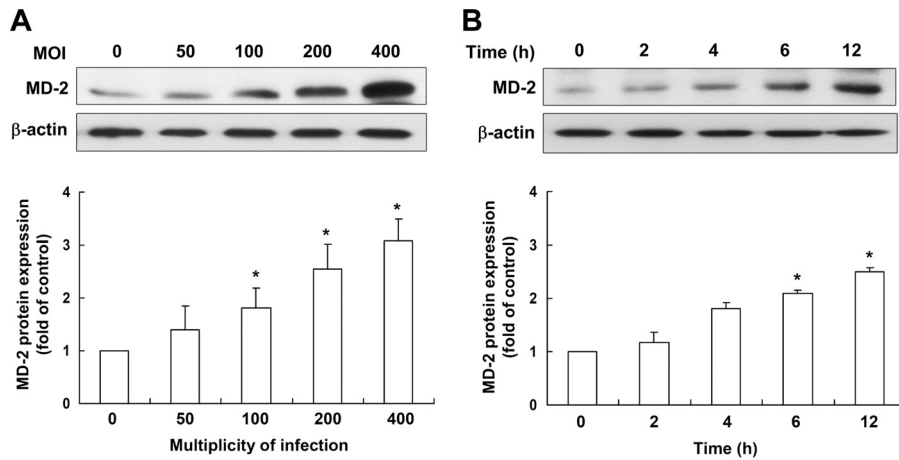 A
MOI 0 50 100 200 400
MD-2
β-actin
MD-2 protein expression
(fold of control)
4
3
2
1
0
* * *
0 50 100 200 400
Multiplicity of infection
B
Time (h) 0 2 4 6 12
MD-2
β-actin
MD-2 protein expression
(fold of control)
4
3
2
1
0
* *
0 2 4 6 12
Time (h)